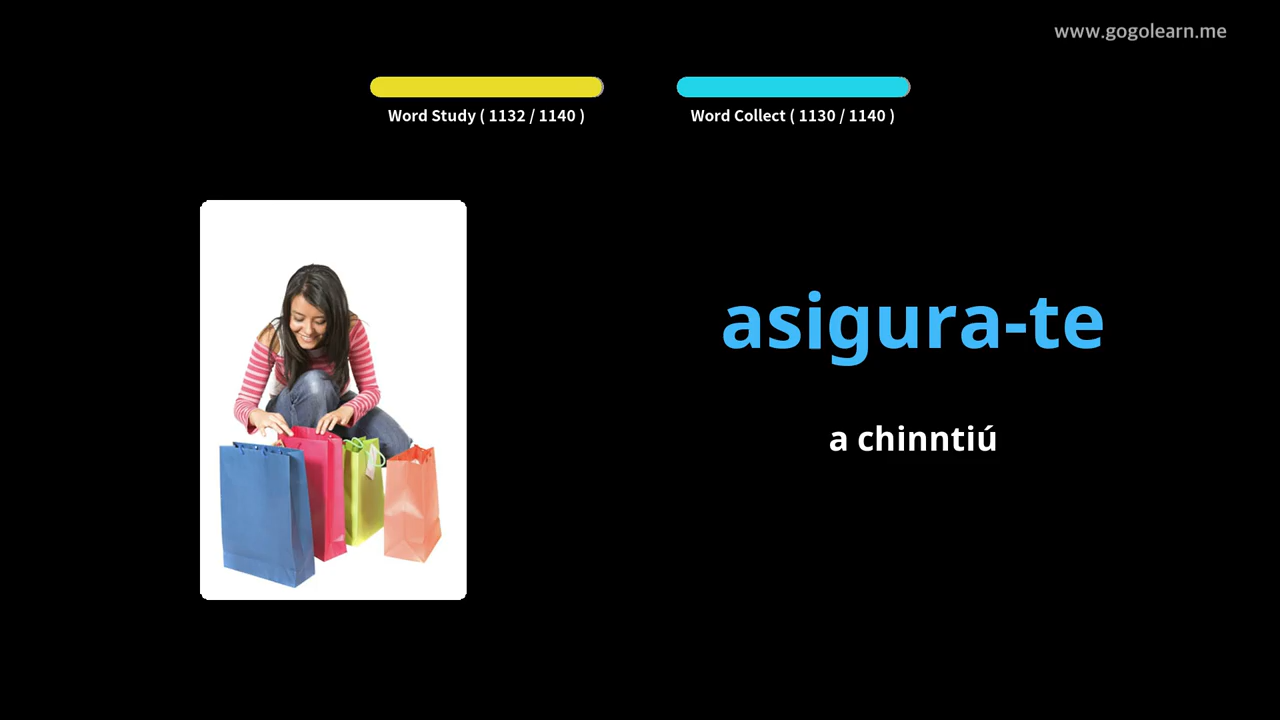 www.gogolearn.me
Word Study ( 1132 / 1140 )
Word Collect ( 1130 / 1140 )
asigura-te
a chinntiú